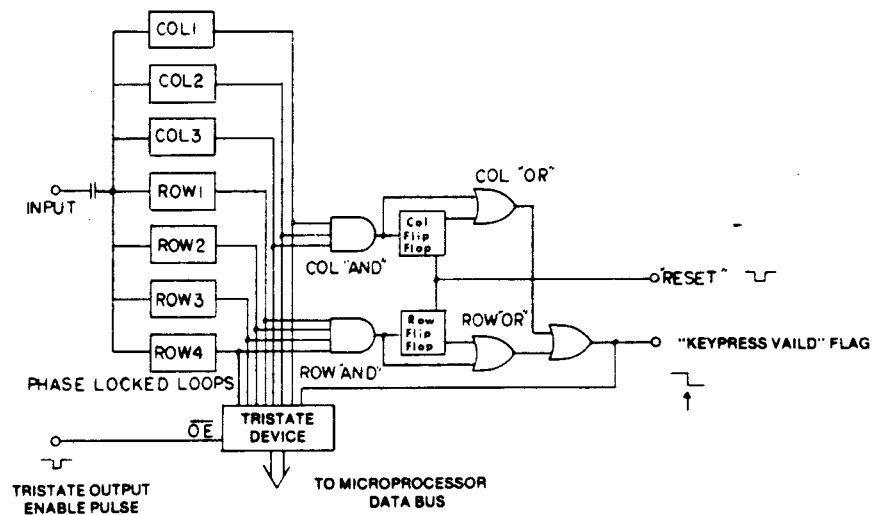 COL1
COL2
COL3
ROW1
ROW2
ROW3
ROW4
INPUT
PHASE LOCKED LOOPS
COL "AND"
Col
Flip
Flop
COL "OR"
"RESET"
ROW "AND"
Row
Flip
Flop
ROW "OR"
"KEYPRESS VAILD" FLAG
OE
TRISTATE
DEVICE
TRISTATE OUTPUT
ENABLE PULSE
TO MICROPROCESSOR
DATA BUS